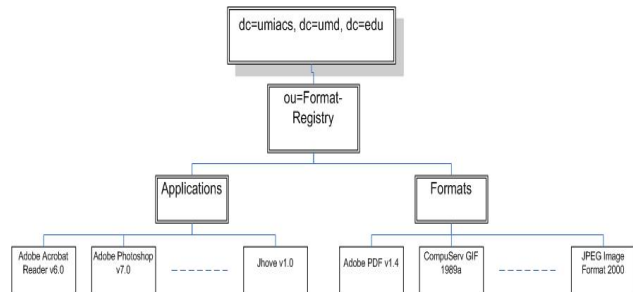 dc=umiacs, dc=umd, dc=edu
ou=Format-
Registry
Applications
Formats
Adobe Acrobat
Reader v6.0
Adobe Photoshop
v7.0
Jhove v1.0
Adobe PDF v1.4
CompuServ GIF
1989a
JPEG Image
Format 2000